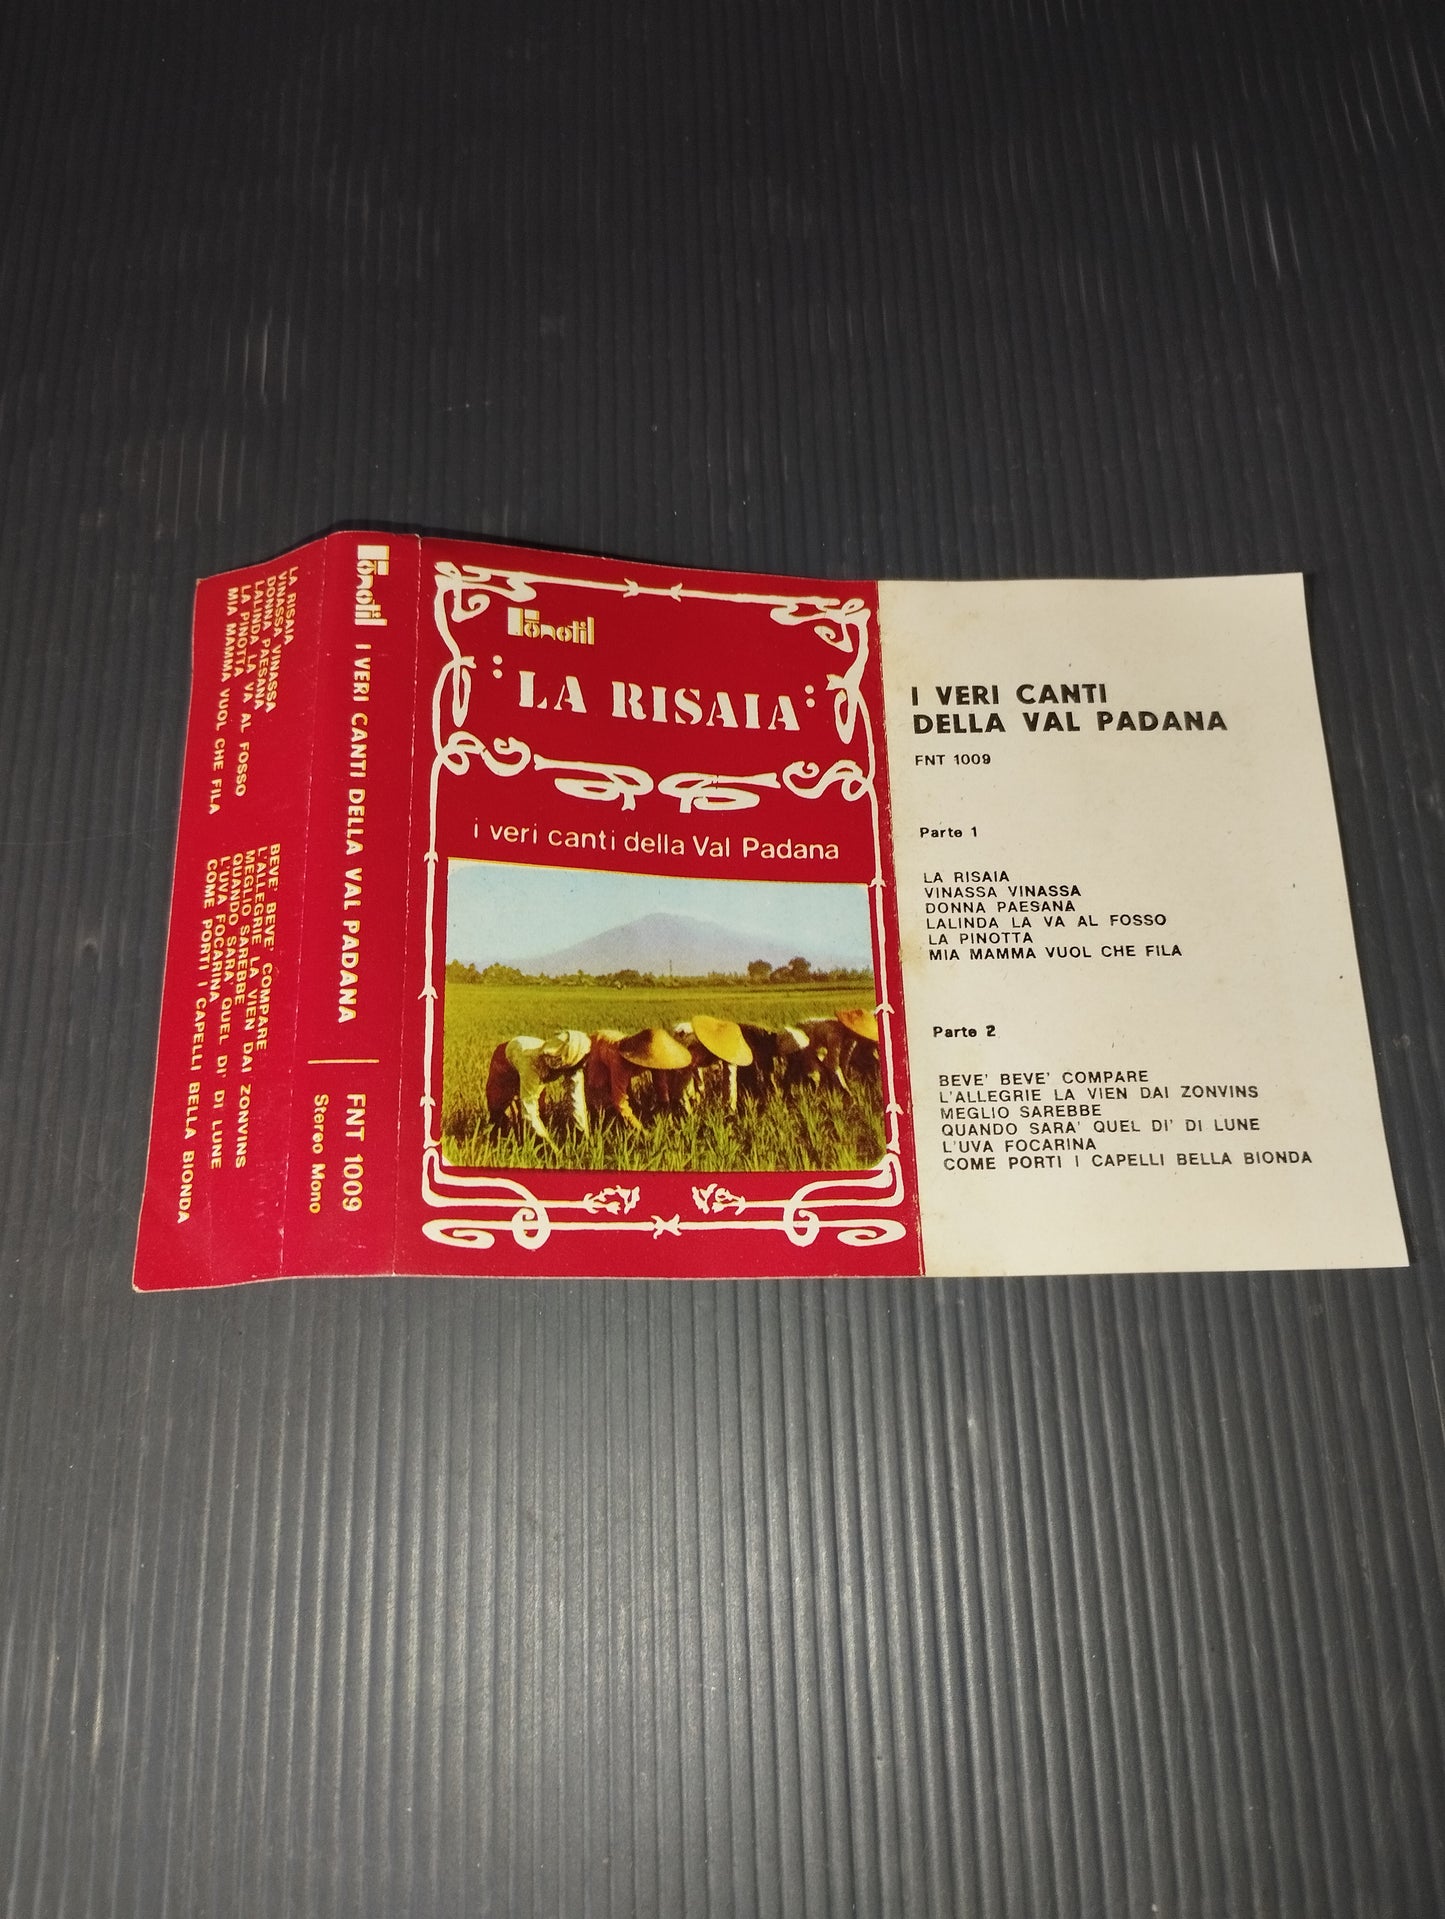 LA RISAIA
VINASSA VINASSA
DONNA PAESANA
LALINDA LA VA AL FOSSO
LA PINOTTA
MIA MAMMA VUOL CHE FILA
BEVE' BEVE' COMPARE
L'ALLEGRIE LA VIEN DAI ZONVINS
MEGLIO SAREBBE
QUANDO SARA' QUEL DI' DI LUNE
L'UVA FOCARINA
COME PORTI I CAPELLI BELLA BIONDA
Fonotil I VERI CANTI DELLA VAL PADANA FNT 1009
Stereo Mono
Fonotil
LA RISAIA
i veri canti della Val Padana
I VERI CANTI
DELLA VAL PADANA
FNT 1009
Parte 1
LA RISAIA
VINASSA VINASSA
DONNA PAESANA
LALINDA LA VA AL FOSSO
LA PINOTTA
MIA MAMMA VUOL CHE FILA
Parte 2
BEVE' BEVE' COMPARE
L'ALLEGRIE LA VIEN DAI ZONVINS
MEGLIO SAREBBE
QUANDO SARA' QUEL DI' DI LUNE
L'UVA FOCARINA
COME PORTI I CAPELLI BELLA BIONDA